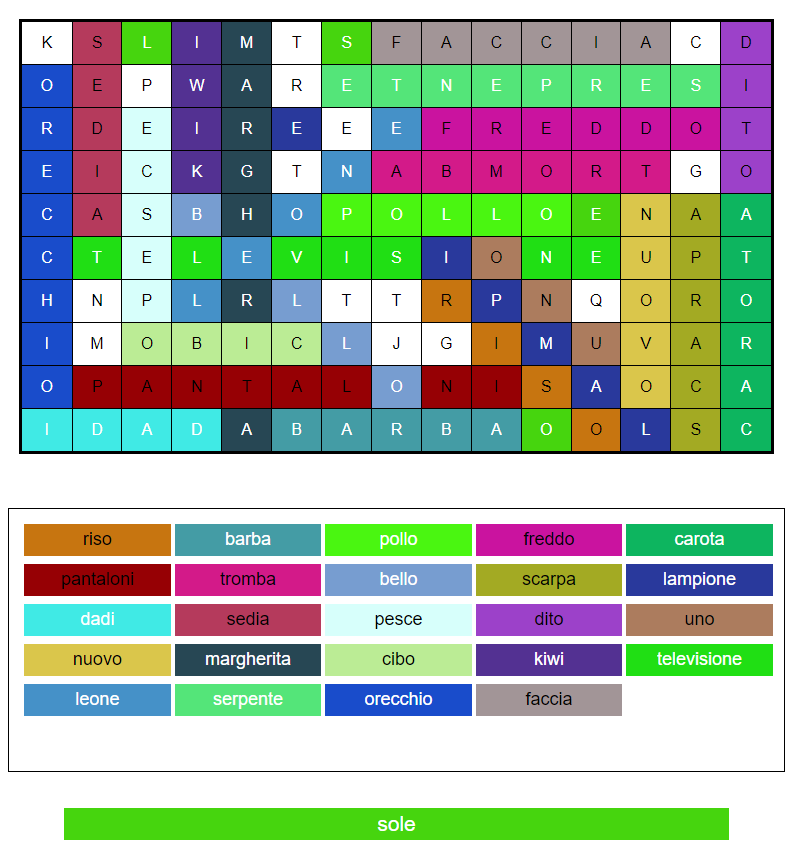 K S L I M T S F A C C I A C D
O E P W A R E T N E P R E S I
R D E I R E E E F R E D D O T
E I C K G T N A B M O R T G O
C A S B H O P O L L O E N A A
C T E L E V I S I O N E U P T
H N P L R L T T R P N Q O R O
I M O B I C L J G I M U V A R
O P A N T A L O N I S A O C A
I D A D A B A R B A O O L S C
riso barba pollo freddo carota
pantaloni tromba bello scarpa lampione
dadi sedia pesce dito uno
nuovo margherita cibo kiwi televisione
leone serpente orecchio faccia
sole